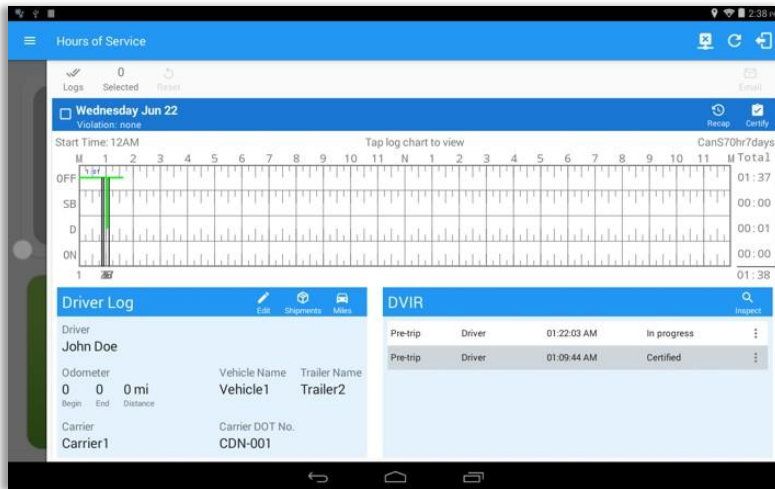 2:38 PM
Hours of Service
Logs
0
Selected
Reset
Email
Wednesday Jun 22
Violation: none
Recap
Certify
Start Time: 12AM
Tap log chart to view
CanS70hr7days
M 1 2 3 4 5 6 7 8 9 10 11 N 1 2 3 4 5 6 7 8 9 10 11 M Total
OFF 01:37
SB 00:00
D 00:01
ON 00:00
1
01:38
Driver Log
Edit
Shipments
Miles
Driver
John Doe
Odometer
0 0 0 mi
Begin End Distance
Vehicle Name
Vehicle1
Trailer Name
Trailer2
Carrier
Carrier1
Carrier DOT No.
CDN-001
DVIR
Inspect
Pre-trip Driver 01:22:03 AM In progress
Pre-trip Driver 01:09:44 AM Certified